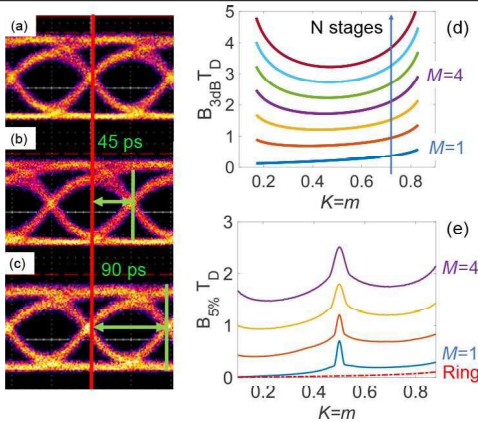 (a)
(b)
45 ps
(c)
90 ps
(d)
N stages
B3dBTD
5
4
3
2
1
0
M=4
M=1
0.2
0.4
0.6
0.8
K=m
(e)
B5% TD
3
2
1
0
M=4
M=1
Ring
0
0.2
0.4
0.6
0.8
K=m